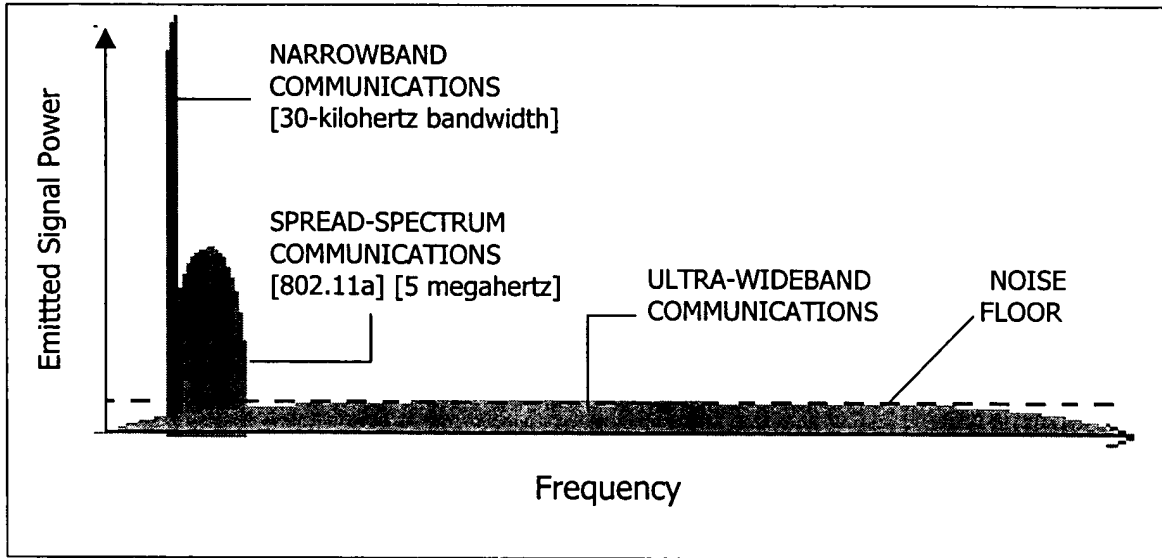 NARROWBAND
COMMUNICATIONS
[30-kilohertz bandwidth]
SPREAD-SPECTRUM
COMMUNICATIONS
[802.11a] [5 megahertz]
ULTRA-WIDEBAND
COMMUNICATIONS
NOISE
FLOOR
Emittted Signal Power
Frequency